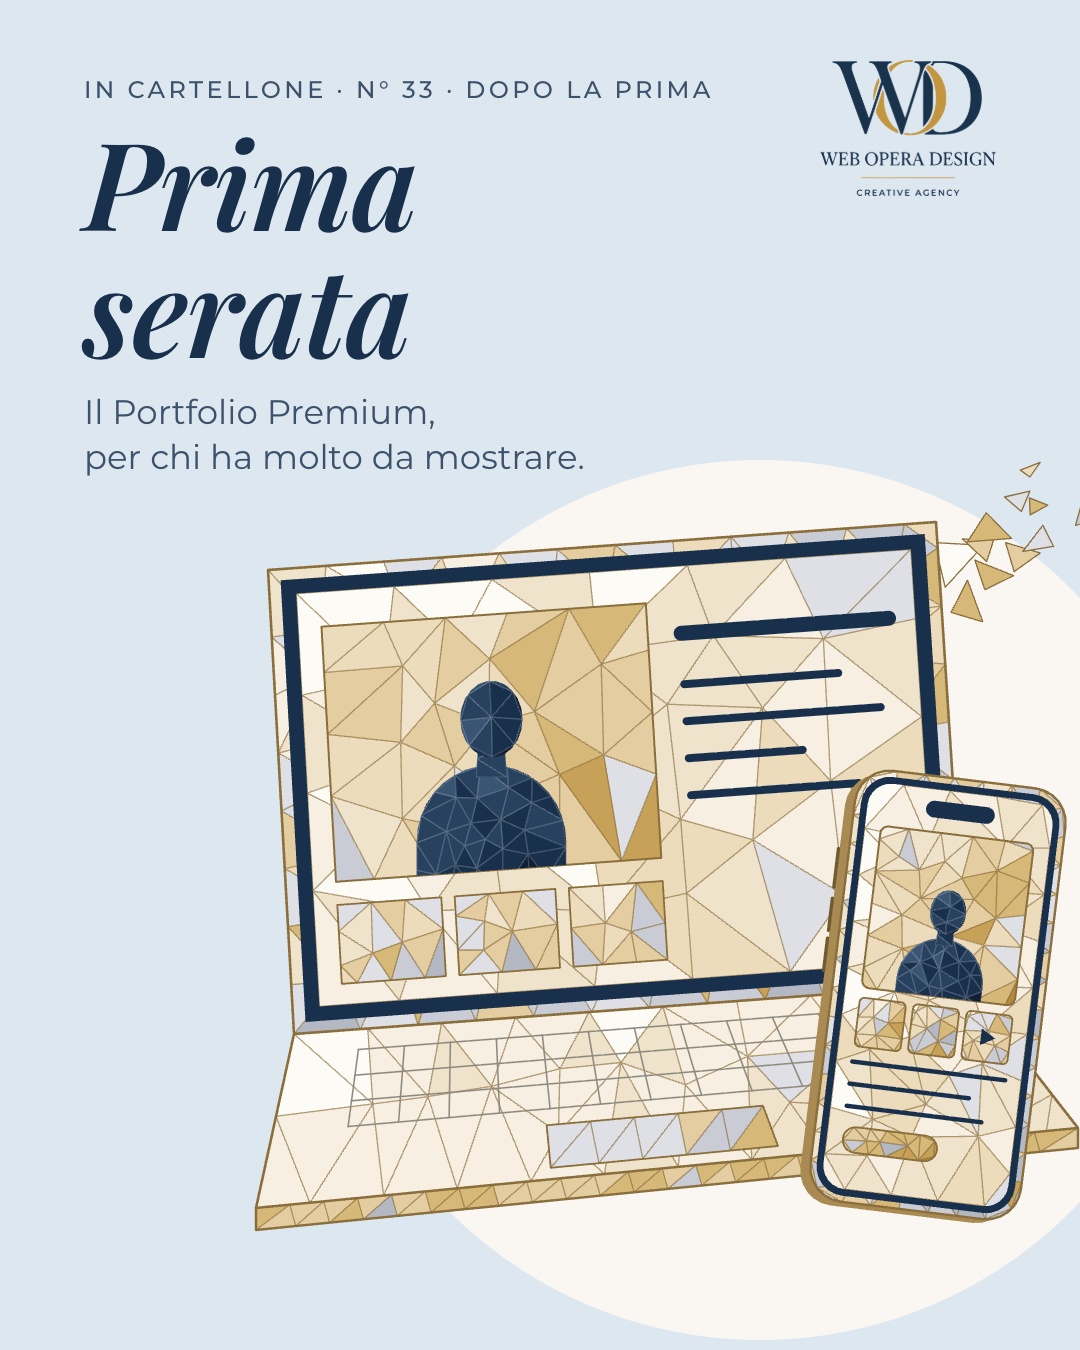 IN CARTELLONE · N° 33 · DOPO LA PRIMA
WOD
WEB OPERA DESIGN
CREATIVE AGENCY
Prima
serata
Il Portfolio Premium,
per chi ha molto da mostrare.